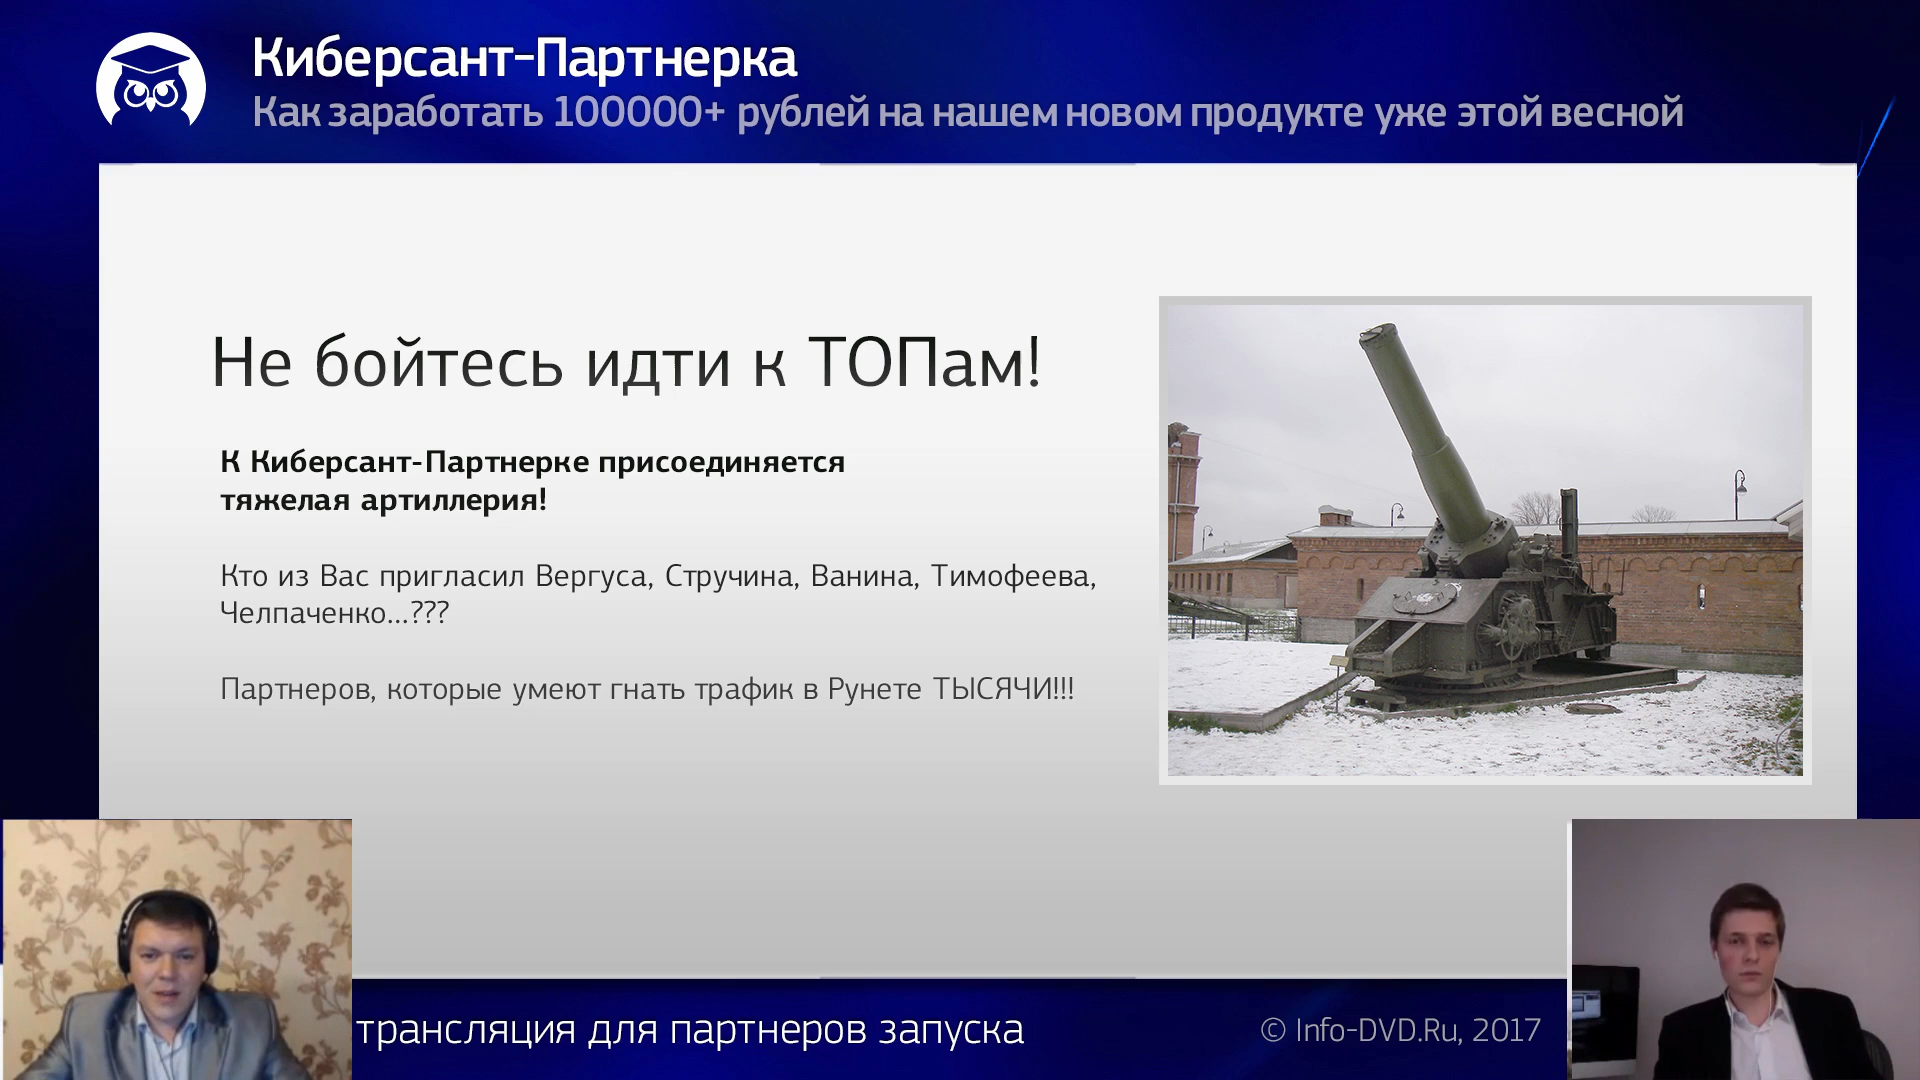 Киберсант-Партнерка
Как заработать 100000+ рублей на нашем новом продукте уже этой весной
Не бойтесь идти к ТОПам!
К Киберсант-Партнерке присоединяется
тяжелая артиллерия!
Кто из Вас пригласил Вергуса, Стручина, Ванина, Тимофеева,
Челпаченко...???
Партнеров, которые умеют гнать трафик в Рунете ТЫСЯЧИ!!!
трансляция для партнеров запуска
© Info-DVD.Ru, 2017